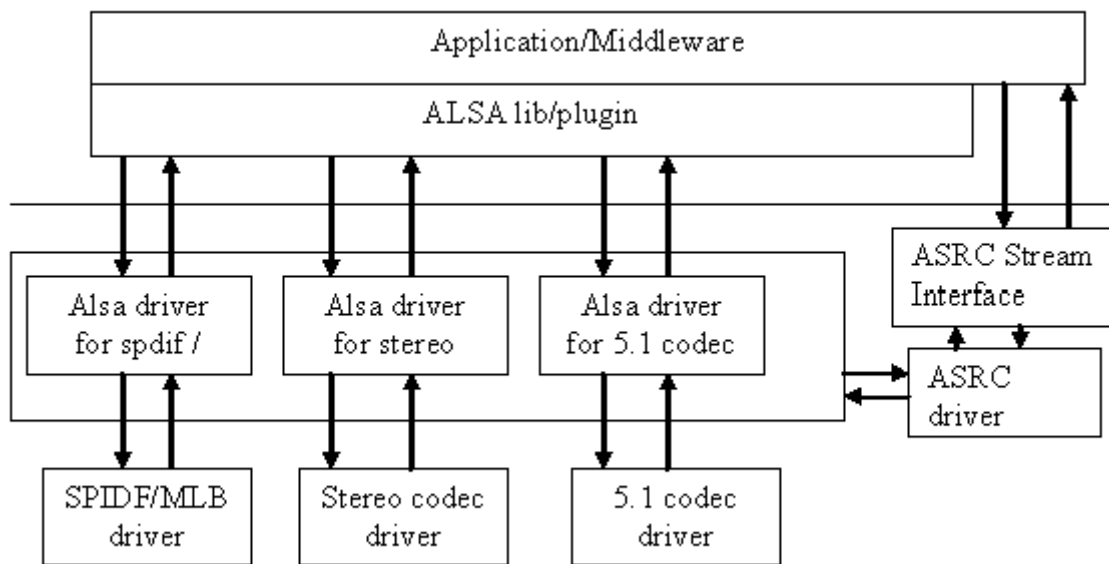 Application/Middleware
ALSA lib/plugin
ASRC Stream
Interface
Alsa driver
for spdif /
Alsa driver
for stereo
Alsa driver
for 5.1 codec
ASRC
driver
SPIDF/MLB
driver
Stereo codec
driver
5.1 codec
driver